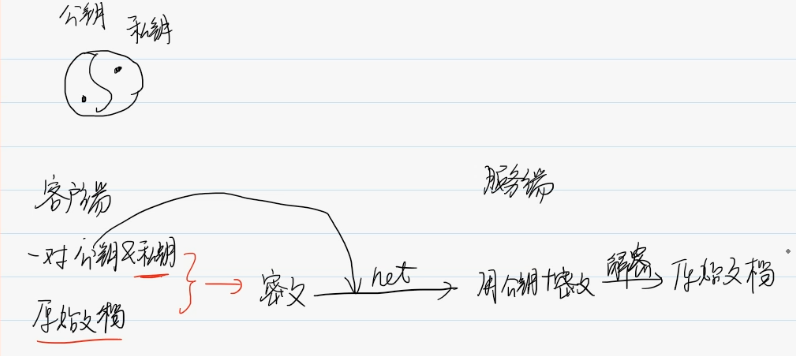 公钥 私钥
客户端
服务端
一对公钥&私钥
原始文档
密文
net
用公钥+密文
解密
原始文档